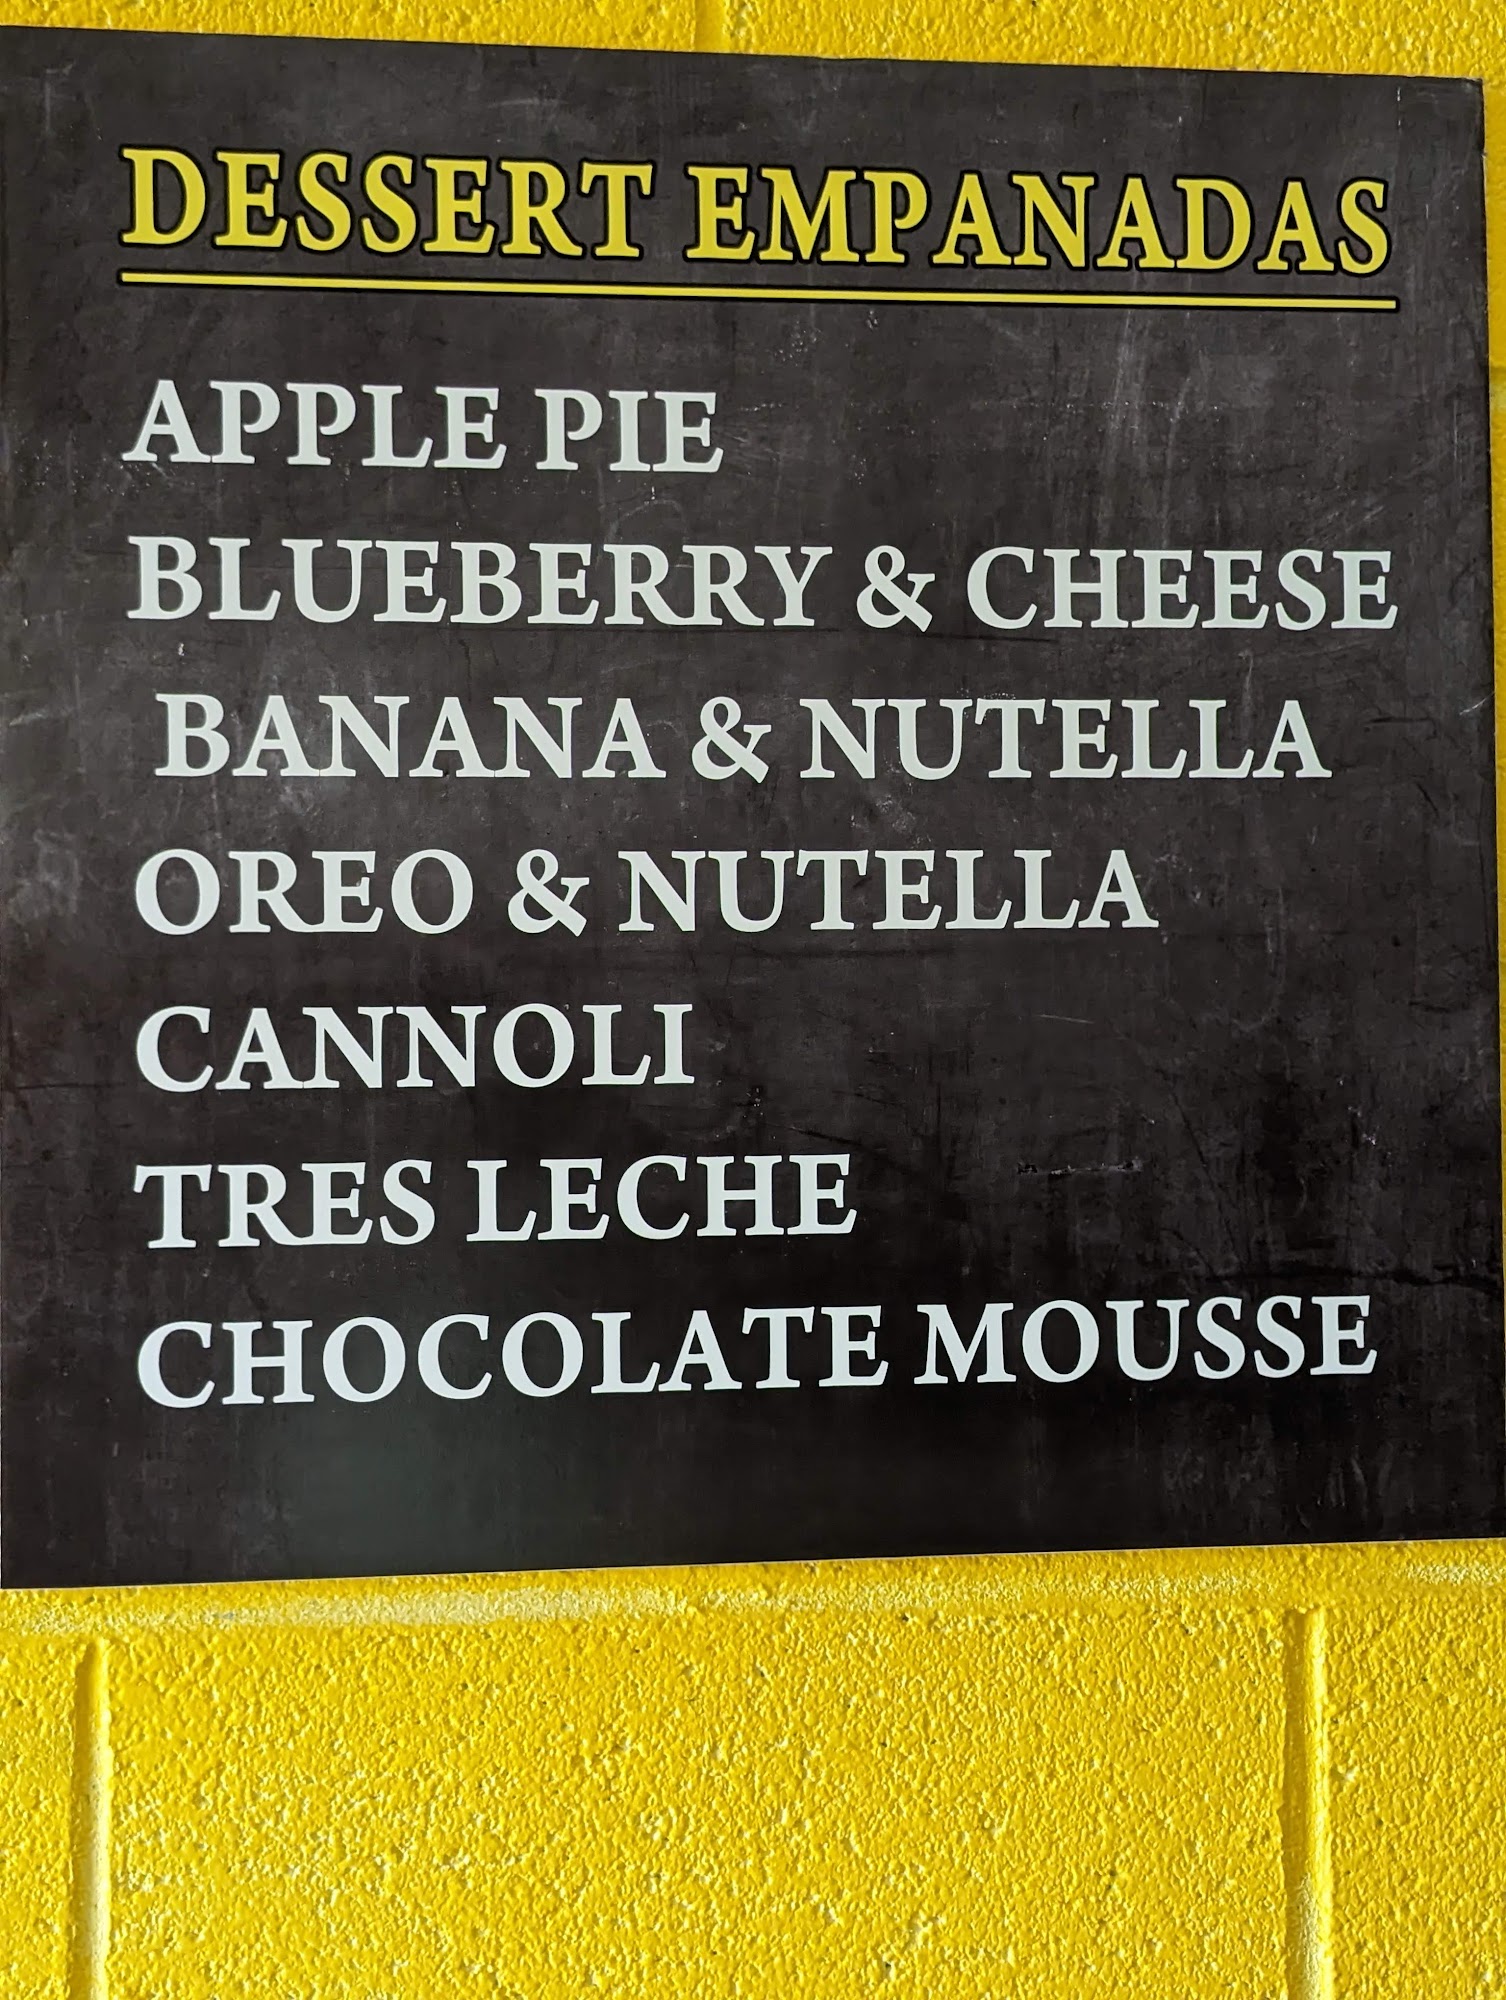 DESSERT EMPANADAS
APPLE PIE
BLUEBERRY & CHEESE
BANANA & NUTELLA
OREO & NUTELLA
CANNOLI
TRES LECHE
CHOCOLATE MOUSSE